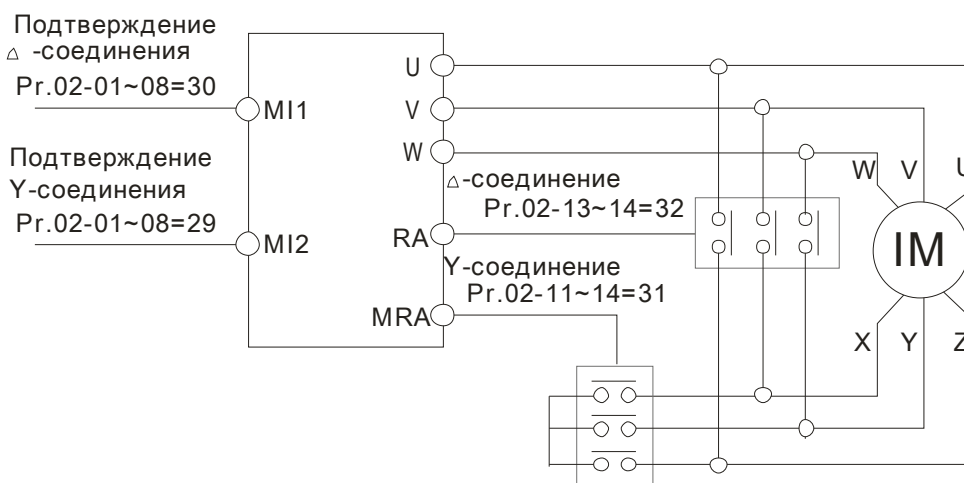 Подтверждение
△ -соединения
Pr.02-01~08=30
MI1
Подтверждение
Y-соединения
Pr.02-01~08=29
MI2
U
V
W
△-соединение
Pr.02-13~14=32
RA
Y-соединение
Pr.02-11~14=31
MRA
W V U
IM
X Y Z